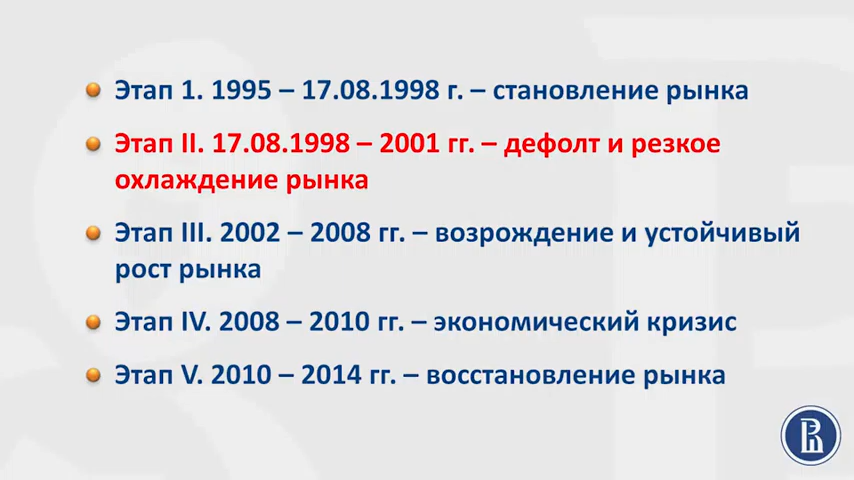 Этап 1. 1995 – 17.08.1998 г. – становление рынка
Этап II. 17.08.1998 – 2001 гг. – дефолт и резкое
охлаждение рынка
Этап III. 2002 – 2008 гг. – возрождение и устойчивый
рост рынка
Этап IV. 2008 – 2010 гг. – экономический кризис
Этап V. 2010 – 2014 гг. – восстановление рынка